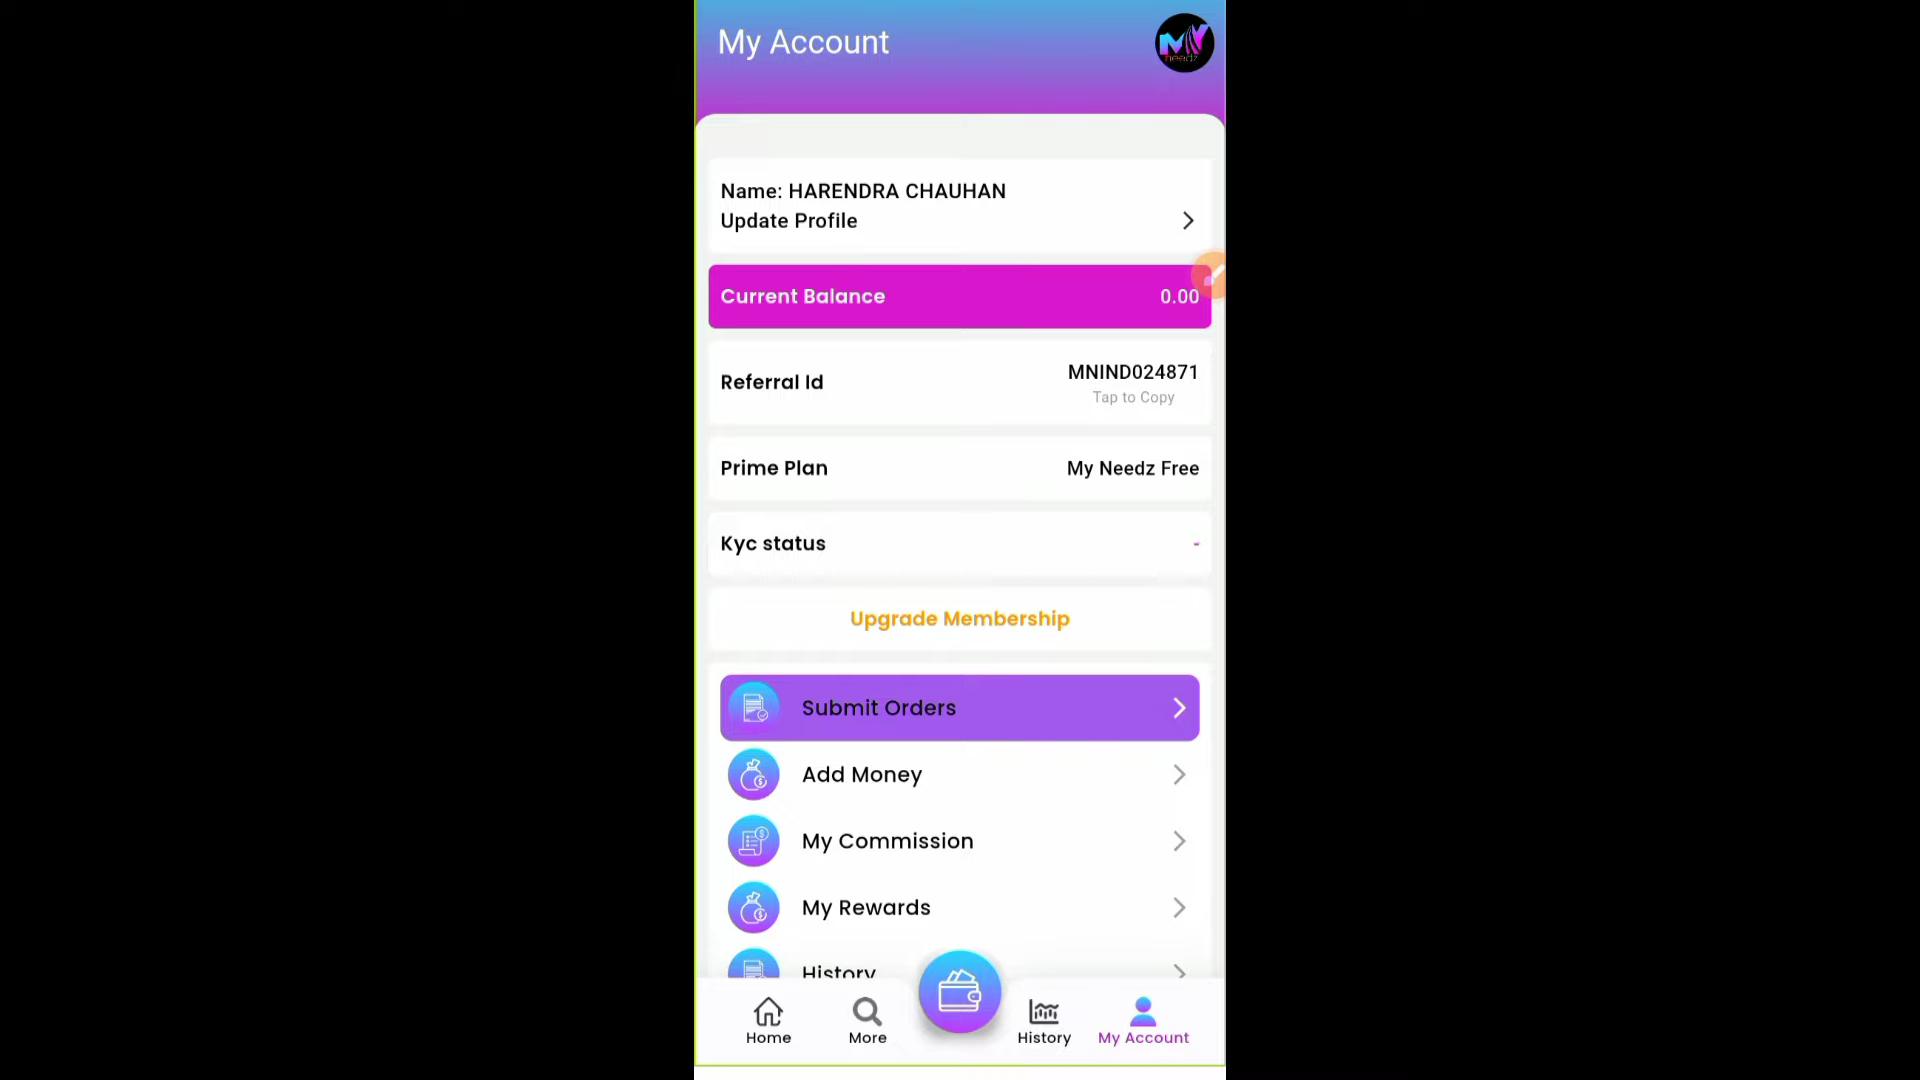 My Account
MY
needz
Name: HARENDRA CHAUHAN
Update Profile
Current Balance 0.00
Referral Id MNIND024871
Tap to Copy
Prime Plan My Needz Free
Kyc status -
Upgrade Membership
Submit Orders
Add Money
My Commission
My Rewards
History
Home More History My Account